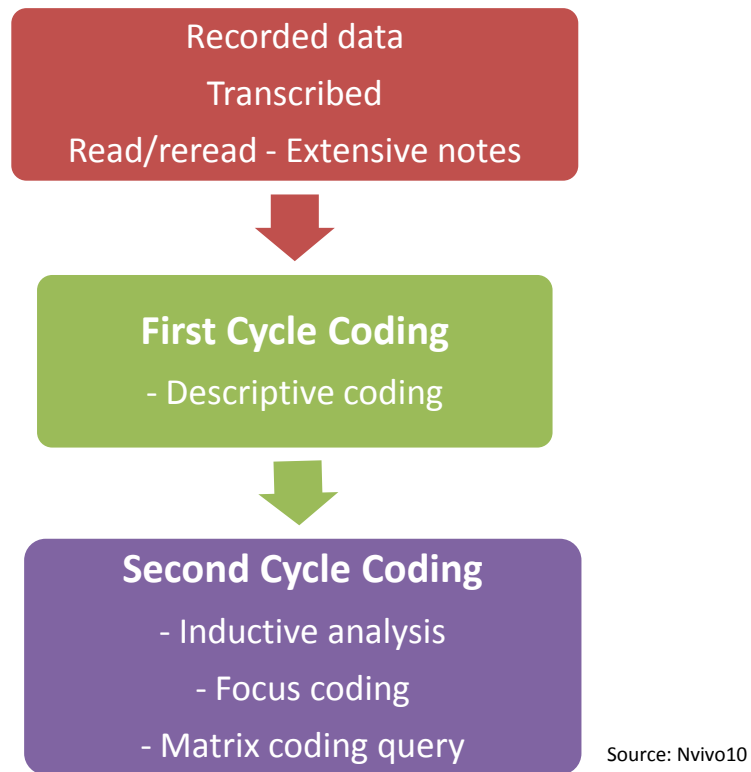 Recorded data
Transcribed
Read/reread - Extensive notes
First Cycle Coding
- Descriptive coding
Second Cycle Coding
- Inductive analysis
- Focus coding
- Matrix coding query
Source: Nvivo10